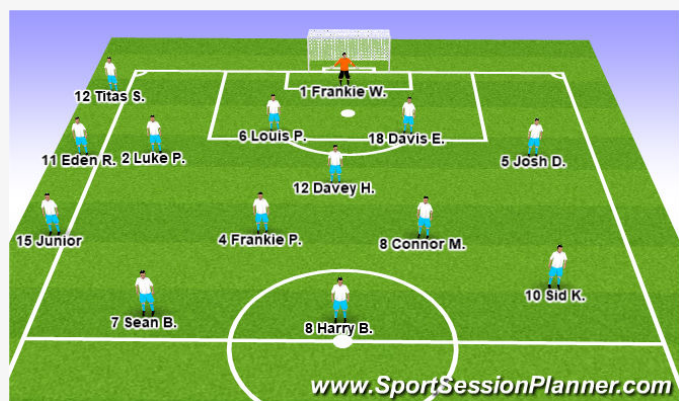 1 Frankie W.
12 Titas S.
6 Louis P.
18 Davis E.
11 Eden R.
2 Luke P.
5 Josh D.
12 Davey H.
15 Junior
4 Frankie P.
8 Connor M.
10 Sid K.
7 Sean B.
8 Harry B.
www.SportSessionPlanner.com